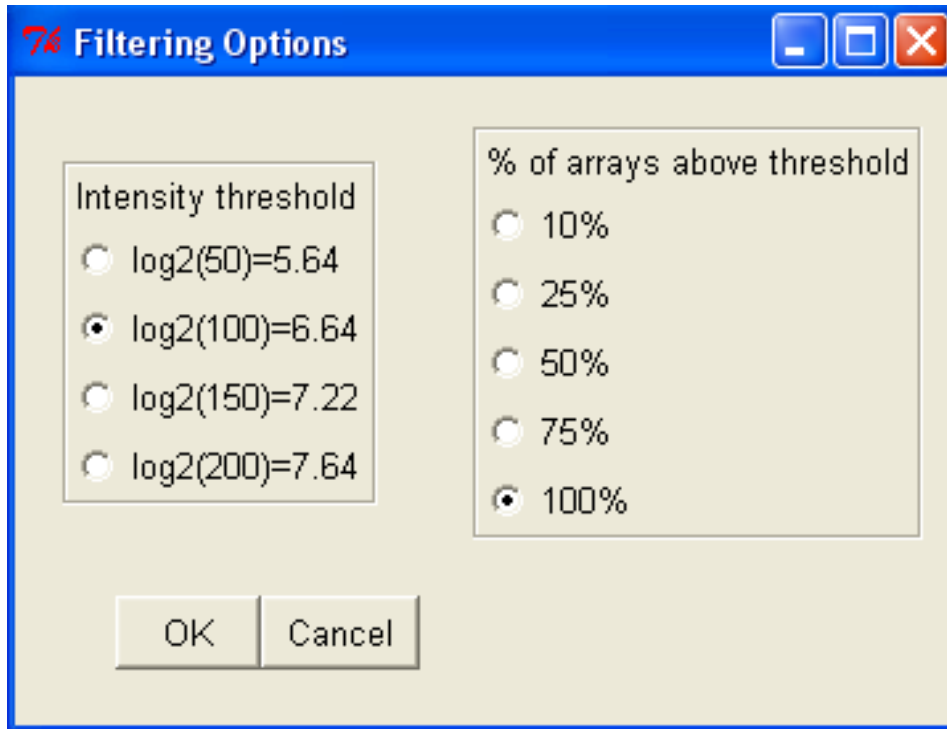 Filtering Options
Intensity threshold
log2(50)=5.64
log2(100)=6.64
log2(150)=7.22
log2(200)=7.64
% of arrays above threshold
10%
25%
50%
75%
100%
OK
Cancel